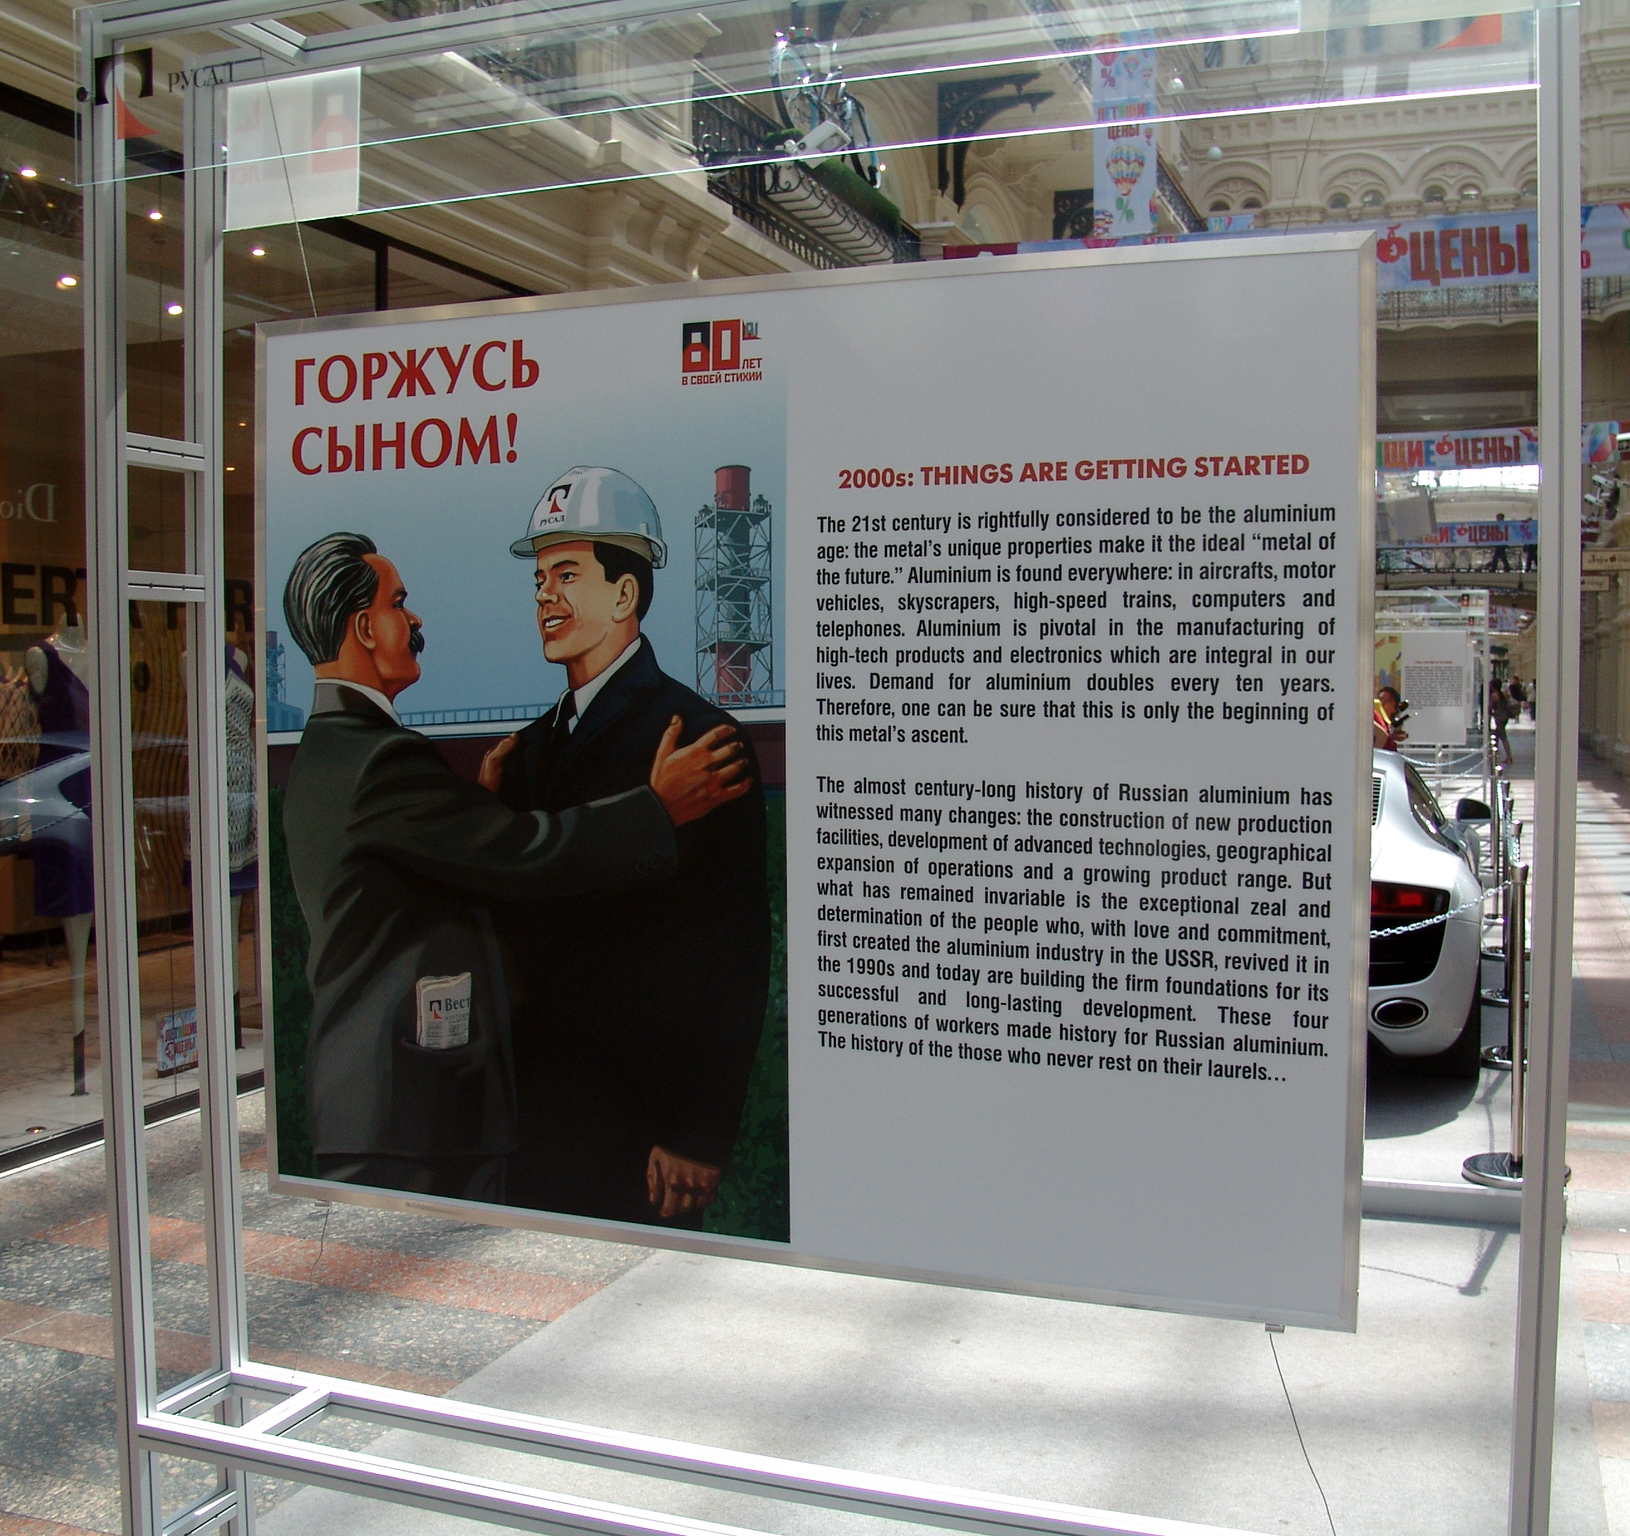 РУСАЛ
ЛЕТАЮЩИЕ
ЦЕНЫ
%
ЦЕНЫ
ГОРЖУСЬ
СЫНОМ!
80
ЛЕТ
В СВОЕЙ СТИХИИ
РУСАЛ
Вест
2000s: THINGS ARE GETTING STARTED
The 21st century is rightfully considered to be the aluminium
age: the metal's unique properties make it the ideal “metal of
the future.” Aluminium is found everywhere: in aircrafts, motor
vehicles, skyscrapers, high-speed trains, computers and
telephones. Aluminium is pivotal in the manufacturing of
high-tech products and electronics which are integral in our
lives. Demand for aluminium doubles every ten years.
Therefore, one can be sure that this is only the beginning of
this metal's ascent.
The almost century-long history of Russian aluminium has
witnessed many changes: the construction of new production
facilities, development of advanced technologies, geographical
expansion of operations and a growing product range. But
what has remained invariable is the exceptional zeal and
determination of the people who, with love and commitment,
first created the aluminium industry in the USSR, revived it in
the 1990s and today are building the firm foundations for its
successful and long-lasting development. These four
generations of workers made history for Russian aluminium.
The history of the those who never rest on their laurels…
ЩИЕ ЦЕНЫ
ЩИЕ ЦЕНЫ
Dio
ERT